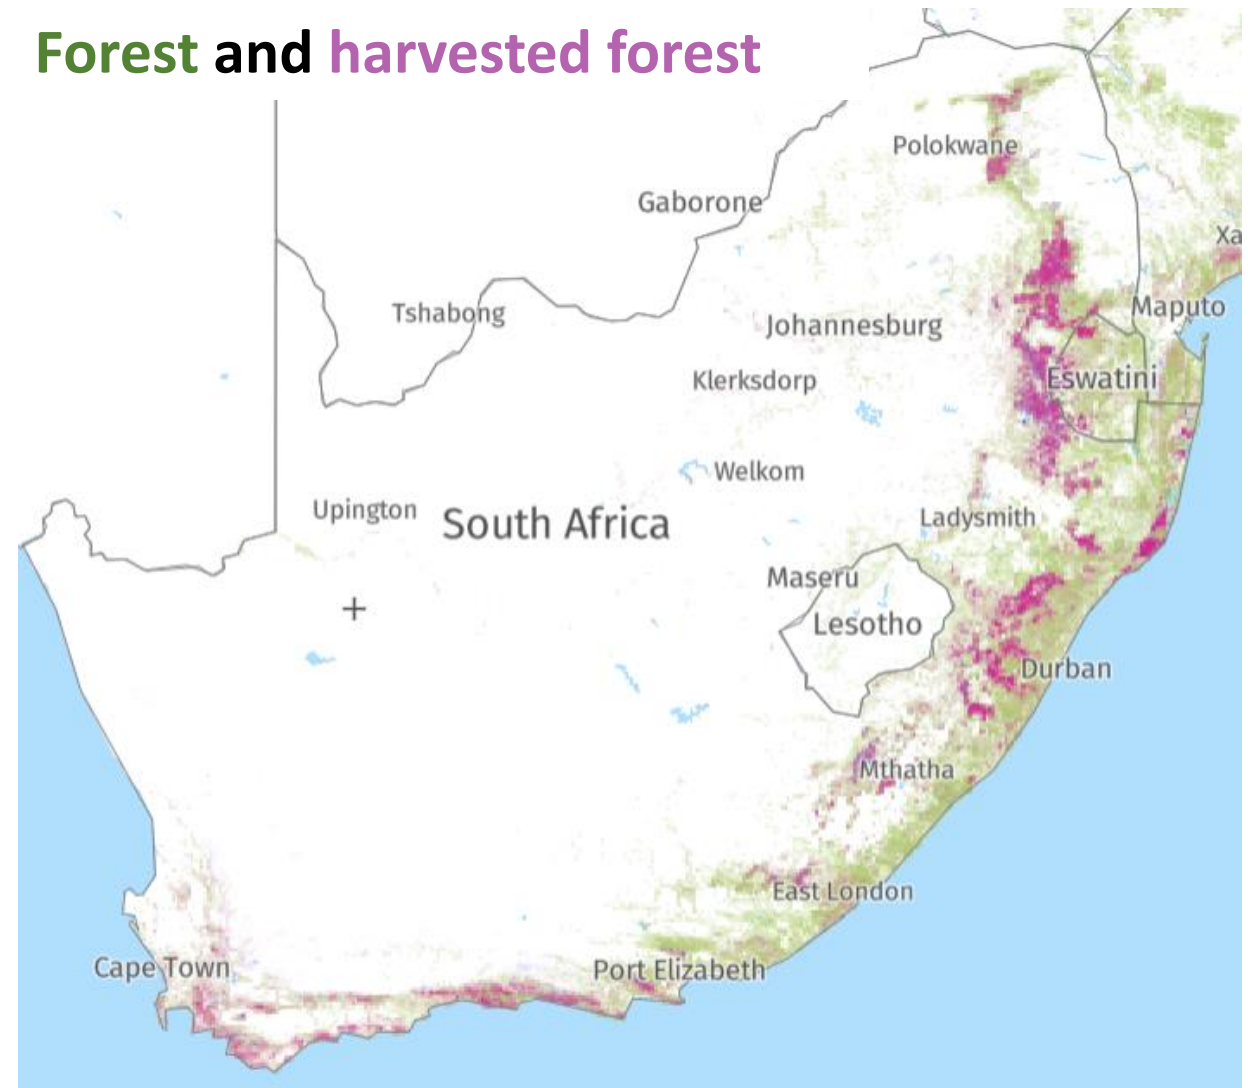 Forest and harvested forest
Polokwane
Gaborone
Xa
Tshabong
Maputo
Johannesburg
Klerksdorp
Eswatini
Welkom
Upington
South Africa
Ladysmith
Maseru
Lesotho
Durban
Mthatha
East London
Cape Town
Port Elizabeth